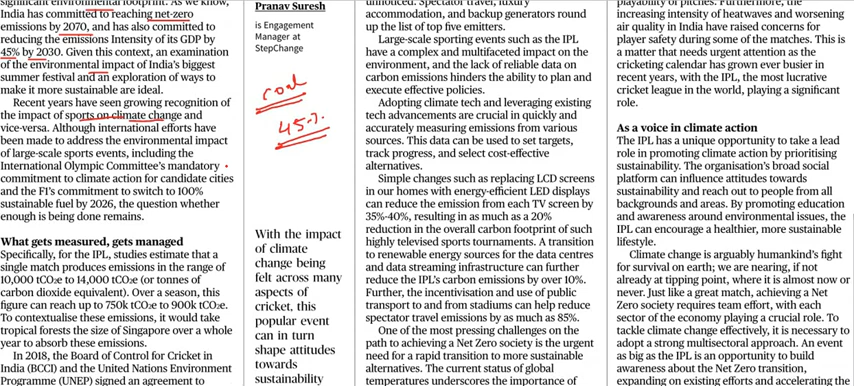 significant environmental footprint. As we know,
India has committed to reaching net-zero
emissions by 2070, and has also committed to
reducing the emissions Intensity of its GDP by
45% by 2030. Given this context, an examination
of the environmental impact of India's biggest
summer festival and an exploration of ways to
make it more sustainable are ideal.
Recent years have seen growing recognition of
the impact of sports on climate change and
vice-versa. Although international efforts have
been made to address the environmental impact
of large-scale sports events, including the
International Olympic Committee's mandatory
commitment to climate action for candidate cities
and the F1's commitment to switch to 100%
sustainable fuel by 2026, the question whether
enough is being done remains.
What gets measured, gets managed
Specifically, for the IPL, studies estimate that a
single match produces emissions in the range of
10,000 tCO2e to 14,000 tCO2e (or tonnes of
carbon dioxide equivalent). Over a season, this
figure can reach up to 750k tCO2e to 900k tCO2e.
To contextualise these emissions, it would take
tropical forests the size of Singapore over a whole
year to absorb these emissions.
In 2018, the Board of Control for Cricket in
India (BCCI) and the United Nations Environment
Programme (UNEP) signed an agreement to
Pranav Suresh
is Engagement
Manager at
StepChange
coal
45%
With the impact
of climate
change being
felt across many
aspects of
cricket, this
popular event
can in turn
shape attitudes
towards
sustainability
announced. Spectator travel, luxury
accommodation, and backup generators round
up the list of top five emitters.
Large-scale sporting events such as the IPL
have a complex and multifaceted impact on the
environment, and the lack of reliable data on
carbon emissions hinders the ability to plan and
execute effective policies.
Adopting climate tech and leveraging existing
tech advancements are crucial in quickly and
accurately measuring emissions from various
sources. This data can be used to set targets,
track progress, and select cost-effective
alternatives.
Simple changes such as replacing LCD screens
in our homes with energy-efficient LED displays
can reduce the emission from each TV screen by
35%-40%, resulting in as much as a 20%
reduction in the overall carbon footprint of such
highly televised sports tournaments. A transition
to renewable energy sources for the data centres
and data streaming infrastructure can further
reduce the IPL's carbon emissions by over 10%.
Further, the incentivisation and use of public
transport to and from stadiums can help reduce
spectator travel emissions by as much as 85%.
One of the most pressing challenges on the
path to achieving a Net Zero society is the urgent
need for a rapid transition to more sustainable
alternatives. The current status of global
temperatures underscores the importance of
playability of pitches. Furthermore, the
increasing intensity of heatwaves and worsening
air quality in India have raised concerns for
player safety during some of the matches. This is
a matter that needs urgent attention as the
cricketing calendar has grown ever busier in
recent years, with the IPL, the most lucrative
cricket league in the world, playing a significant
role.
As a voice in climate action
The IPL has a unique opportunity to take a lead
role in promoting climate action by prioritising
sustainability. The organisation's broad social
platform can influence attitudes towards
sustainability and reach out to people from all
backgrounds and areas. By promoting education
and awareness around environmental issues, the
IPL can encourage a healthier, more sustainable
lifestyle.
Climate change is arguably humankind's fight
for survival on earth; we are nearing, if not
already at tipping point, where it is almost now or
never. Just like a great match, achieving a Net
Zero society requires team effort, with each
sector of the economy playing a crucial role. To
tackle climate change effectively, it is necessary to
adopt a strong multisectoral approach. An event
as big as the IPL is an opportunity to build
awareness about the Net Zero transition,
expanding on existing efforts and accelerating the